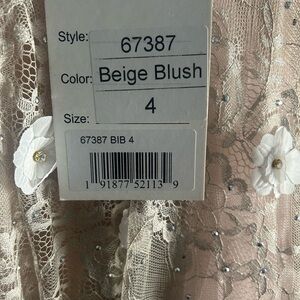 Style: 67387
Color: Beige Blush
Size: 4
67387 BIB 4
1 91877 52113 9